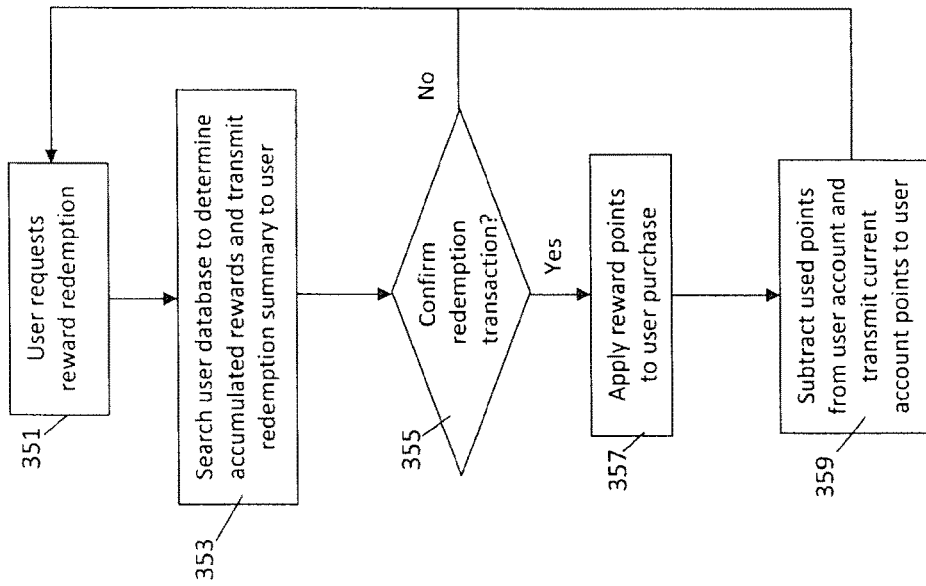 User requests
reward redemption
351
Search user database to determine
accumulated rewards and transmit
redemption summary to user
353
Confirm
redemption
transaction?
355
No
Yes
Apply reward points
to user purchase
357
Subtract used points
from user account and
transmit current
account points to user
359